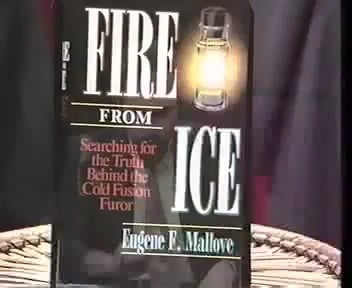 FIRE
FROM
ICE
Searching for
the Truth
Behind the
Cold Fusion
Furor
Eugene F. Mallove